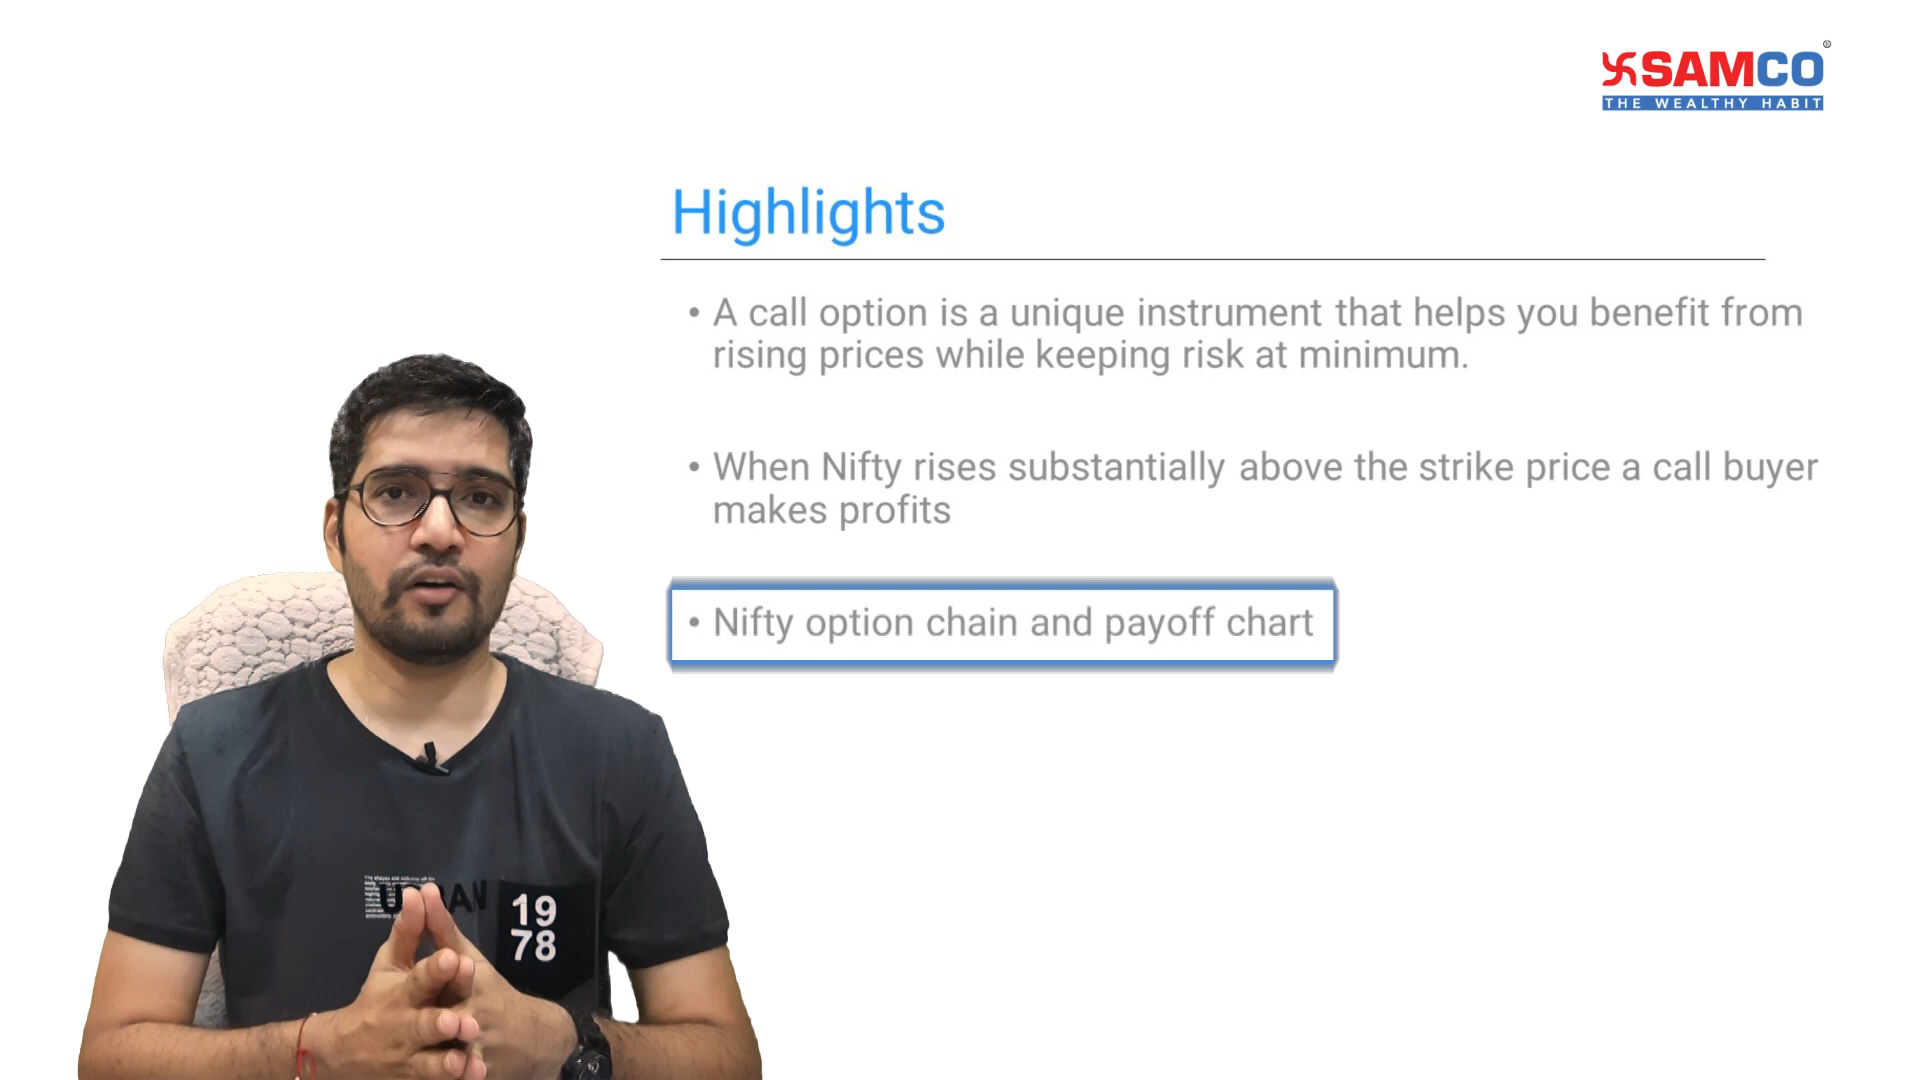 SAMCO®
THE WEALTHY HABIT
Highlights
• A call option is a unique instrument that helps you benefit from
rising prices while keeping risk at minimum.
• When Nifty rises substantially above the strike price a call buyer
makes profits
• Nifty option chain and payoff chart
19
78